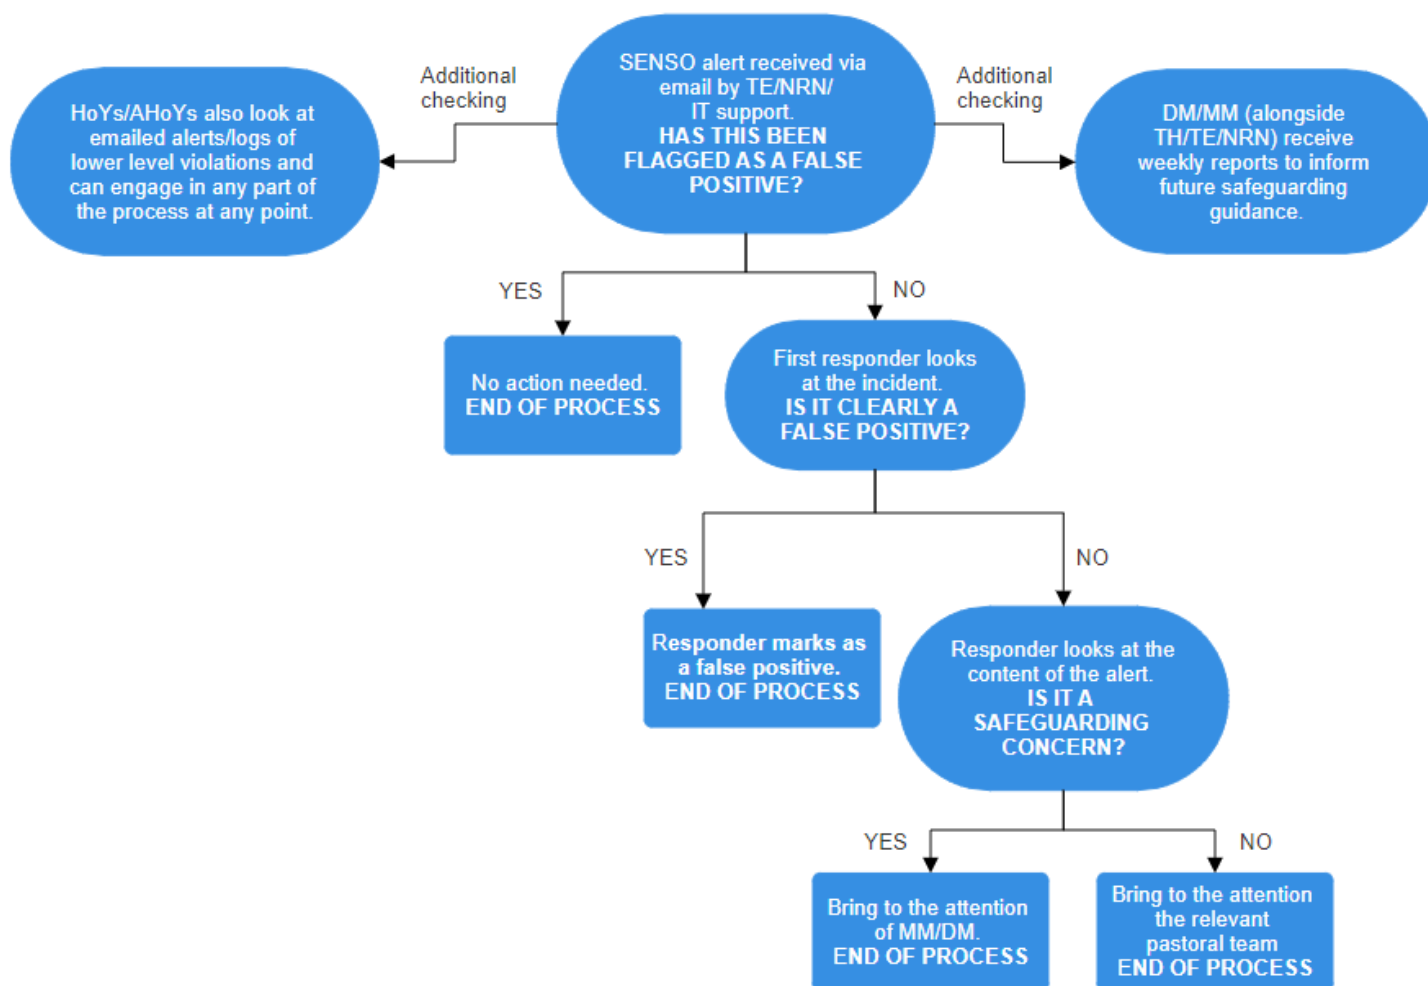 SENSO alert received via
email by TE/NRN/
IT support.
HAS THIS BEEN
FLAGGED AS A FALSE
POSITIVE?
Additional
checking
HoYs/AHoYs also look at
emailed alerts/logs of
lower level violations and
can engage in any part of
the process at any point.
Additional
checking
DM/MM (alongside
TH/TE/NRN) receive
weekly reports to inform
future safeguarding
guidance.
YES
NO
No action needed.
END OF PROCESS
First responder looks
at the incident.
IS IT CLEARLY A
FALSE POSITIVE?
YES
NO
Responder marks as
a false positive.
END OF PROCESS
Responder looks at the
content of the alert.
IS IT A
SAFEGUARDING
CONCERN?
YES
NO
Bring to the attention
of MM/DM.
END OF PROCESS
Bring to the attention
the relevant
pastoral team
END OF PROCESS